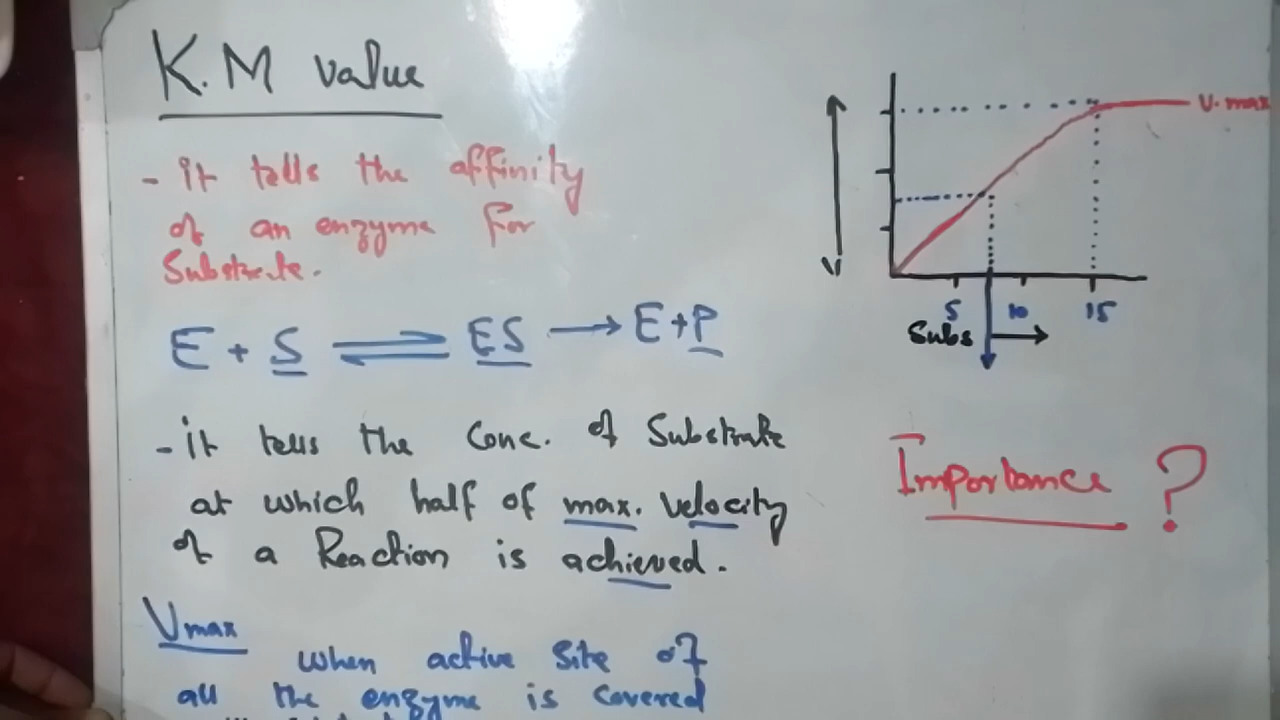 K.M value
- it tells the affinity
of an enzyme for
Substrate.
E + S ⇌ ES → E+P
- it tells the Conc. of Substrate
at which half of max. velocity
of a Reaction is achieved.
Vmax
when active site of
all the enzyme is covered
V.max
V
5 10 15
Subs →
Importance ?